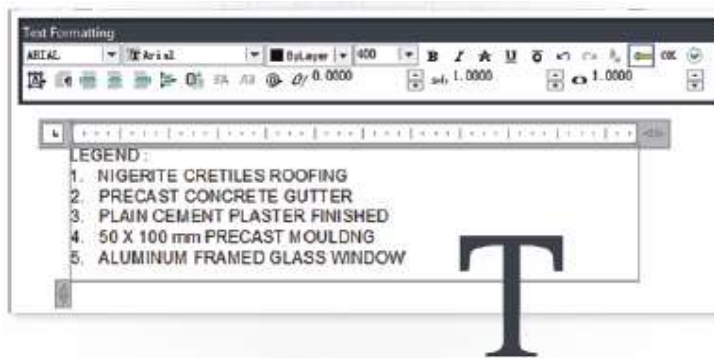 Text Formatting
ARIAL Arial ByLayer 400 B I A U O OK
0.0000 1.0000 1.0000
LEGEND :
1. NIGERITE CRETILES ROOFING
2. PRECAST CONCRETE GUTTER
3. PLAIN CEMENT PLASTER FINISHED
4. 50 X 100 mm PRECAST MOULDNG
5. ALUMINUM FRAMED GLASS WINDOW
T